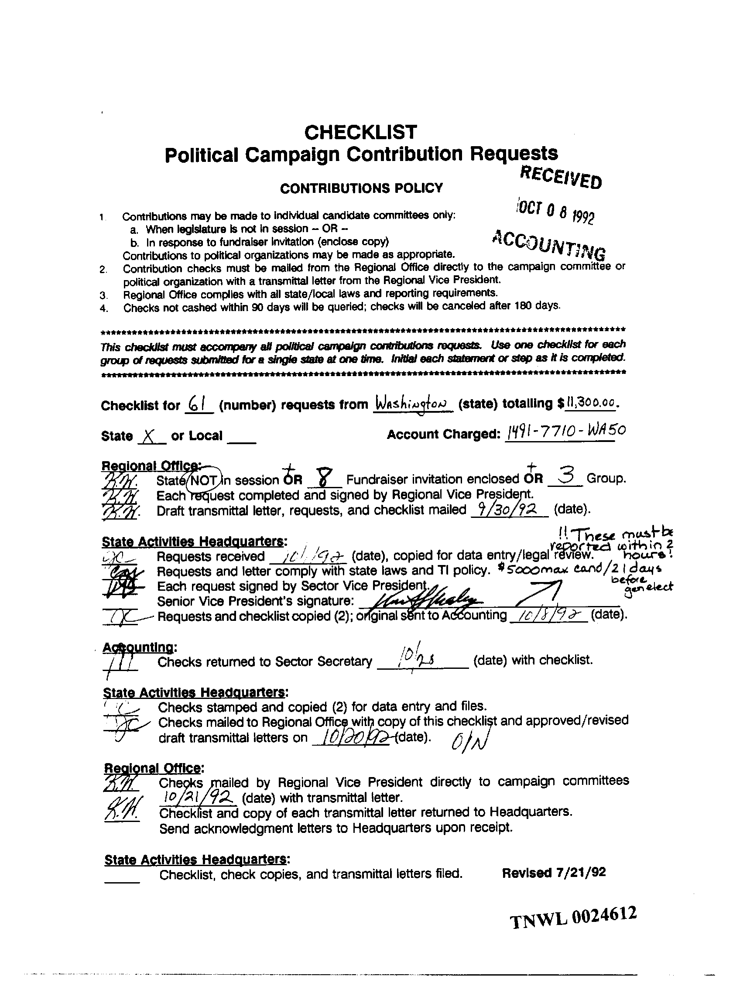 CHECKLIST
Political Campaign Contribution Requests
RECEIVED
CONTRIBUTIONS POLICY
OCT 0 8 1992
ACCOUNTING
1 Contributions may be made to individual candidate committees only:
a. When legislature is not in session -- OR --
b. In response to fundraiser invitation (enclose copy)
Contributions to political organizations may be made as appropriate.
2. Contribution checks must be mailed from the Regional Office directly to the campaign committee or
political organization with a transmittal letter from the Regional Vice President.
3. Regional Office complies with all state/local laws and reporting requirements.
4. Checks not cashed within 90 days will be queried; checks will be canceled after 180 days.
This checklist must accompany all political campaign contributions requests. Use one checklist for each
group of requests submitted for a single state at one time. Initial each statement or step as it is completed.
Checklist for 61 (number) requests from Washington (state) totalling $11,300.00.
State X or Local ____ Account Charged: 1491-7710-WA50
Regional Office:
K.H. State NOT in session + OR 8 Fundraiser invitation enclosed + OR 3 Group.
K.H. Each request completed and signed by Regional Vice President.
K.H. Draft transmittal letter, requests, and checklist mailed 9/30/92 (date).
!! These must be
reported within 2
hours!
State Activities Headquarters:
Requests received (date), copied for data entry/legal review.
Requests and letter comply with state laws and TI policy. $5000 max cand/21 days
before
gen elect
Each request signed by Sector Vice President.
Senior Vice President's signature:
Requests and checklist copied (2); original sent to Accounting 10/8/92 (date).
Accounting:
Checks returned to Sector Secretary (date) with checklist.
State Activities Headquarters:
Checks stamped and copied (2) for data entry and files.
Checks mailed to Regional Office with copy of this checklist and approved/revised
draft transmittal letters on 10/20/92 (date). O/N
Regional Office:
K.H. Checks mailed by Regional Vice President directly to campaign committees
10/21/92 (date) with transmittal letter.
K.H. Checklist and copy of each transmittal letter returned to Headquarters.
Send acknowledgment letters to Headquarters upon receipt.
State Activities Headquarters:
____ Checklist, check copies, and transmittal letters filed. Revised 7/21/92
TNWL 0024612